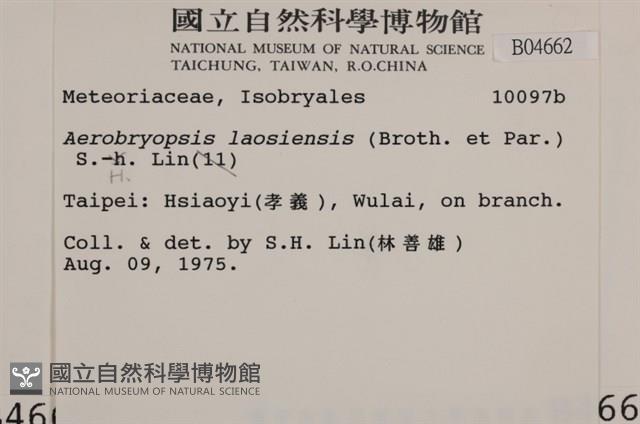 國立自然科學博物館
NATIONAL MUSEUM OF NATURAL SCIENCE
TAICHUNG, TAIWAN, R.O.CHINA
B04662
Meteoriaceae, Isobryales 10097b
Aerobryopsis laosiensis (Broth. et Par.)
S.-h. Lin(11)
H.
Taipei: Hsiaoyi(孝義), Wulai, on branch.
Coll. & det. by S.H. Lin(林善雄)
Aug. 09, 1975.
國立自然科學博物館
NATIONAL MUSEUM OF NATURAL SCIENCE
466
66